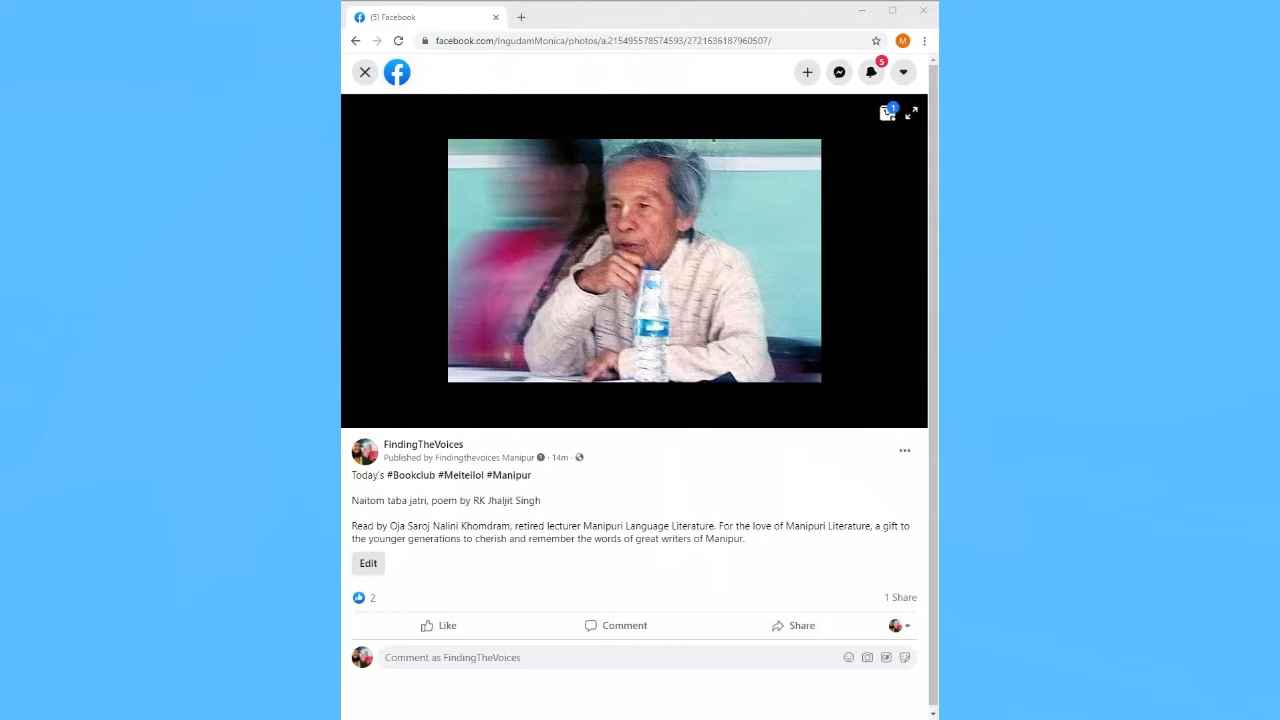 (5) Facebook
facebook.com/IngudamMonica/photos/a.215495578574593/2721636187960507/
M
5
1
FindingTheVoices
Published by Findingthevoices Manipur · 14m ·
Today's #Bookclub #Meiteilol #Manipur
Naitom taba jatri, poem by RK Jhaljit Singh
Read by Oja Saroj Nalini Khomdram, retired lecturer Manipuri Language Literature. For the love of Manipuri Literature, a gift to
the younger generations to cherish and remember the words of great writers of Manipur.
Edit
2
1 Share
Like
Comment
Share
Comment as FindingTheVoices